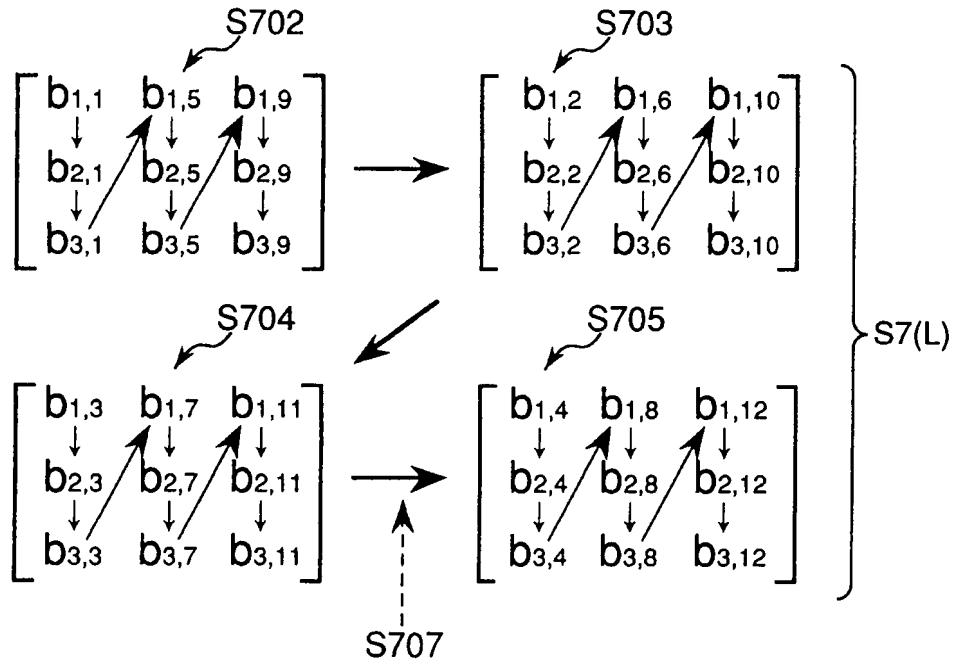 S702 S703
b1,1 b1,5 b1,9 b1,2 b1,6 b1,10
b2,1 b2,5 b2,9 b2,2 b2,6 b2,10
b3,1 b3,5 b3,9 b3,2 b3,6 b3,10
S704 S705
S7(L)
b1,3 b1,7 b1,11 b1,4 b1,8 b1,12
b2,3 b2,7 b2,11 b2,4 b2,8 b2,12
b3,3 b3,7 b3,11 b3,4 b3,8 b3,12
S707